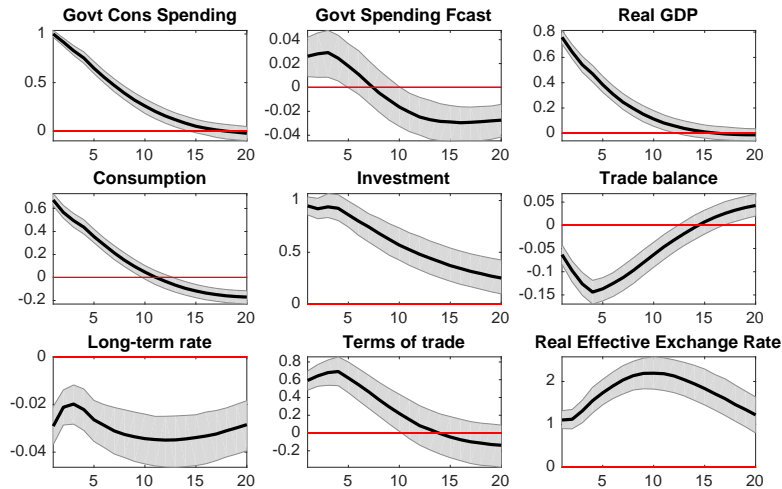 Govt Cons Spending
1
0.5
0
5 10 15 20
Govt Spending Fcast
0.04
0.02
0
-0.02
-0.04
5 10 15 20
Real GDP
0.8
0.6
0.4
0.2
0
5 10 15 20
Consumption
0.6
0.4
0.2
0
-0.2
5 10 15 20
Investment
1
0.5
0
5 10 15 20
Trade balance
0.05
0
-0.05
-0.1
-0.15
5 10 15 20
Long-term rate
0
-0.02
-0.04
5 10 15 20
Terms of trade
0.8
0.6
0.4
0.2
0
-0.2
5 10 15 20
Real Effective Exchange Rate
2
1
0
5 10 15 20